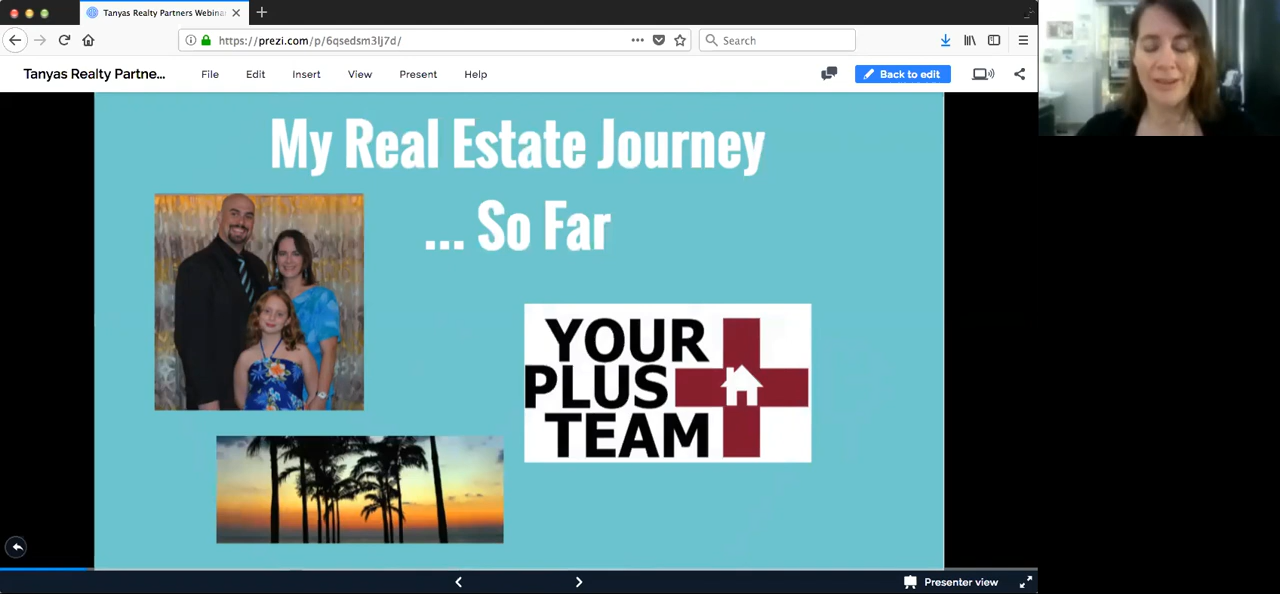 Tanyas Realty Partners Webinar
https://prezi.com/p/6qsedsm3lj7d/
Search
Tanyas Realty Partne...
File
Edit
Insert
View
Present
Help
Back to edit
My Real Estate Journey
... So Far
YOUR
PLUS
TEAM
Presenter view